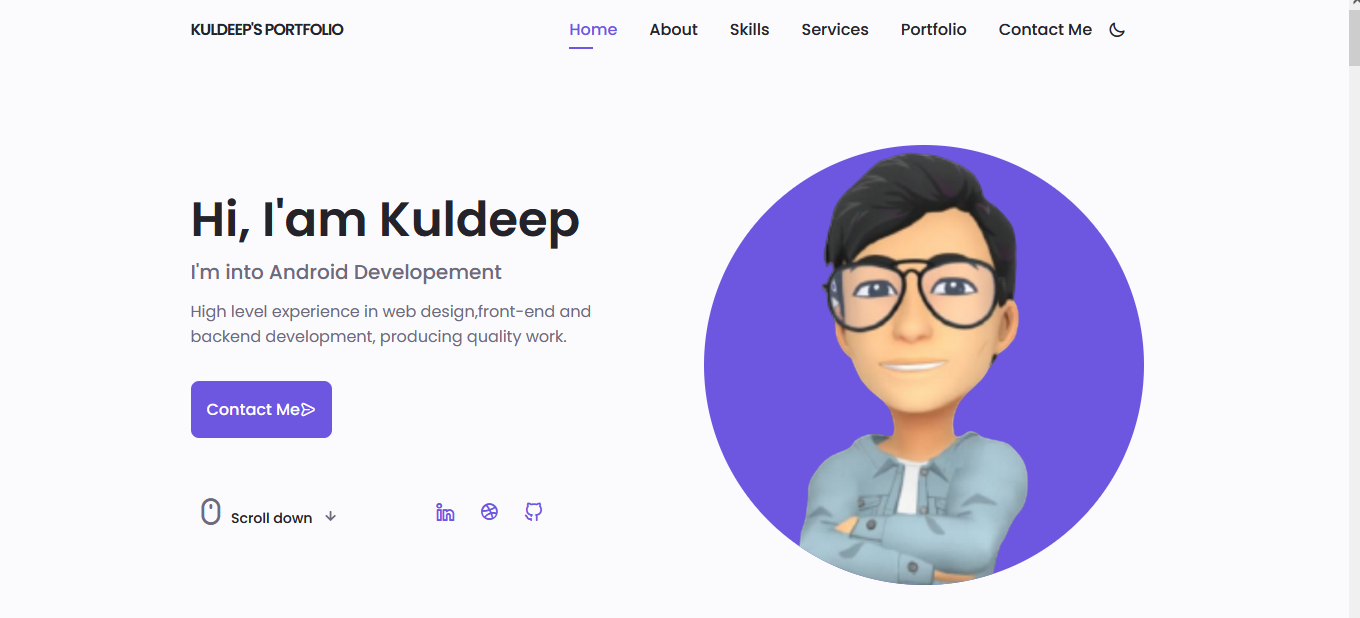 KULDEEP'S PORTFOLIO
Home About Skills Services Portfolio Contact Me
Hi, I'am Kuldeep
I'm into Android Developement
High level experience in web design,front-end and
backend development, producing quality work.
Contact Me
Scroll down